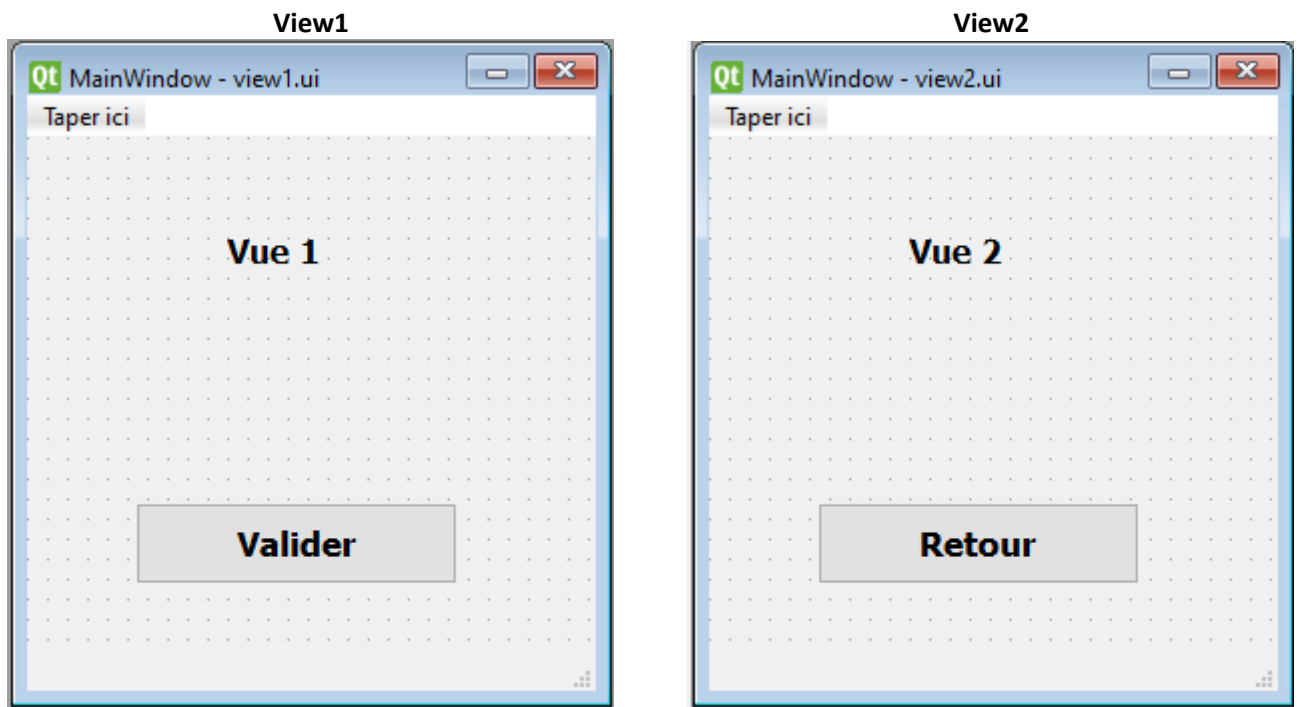 View1
View2
Qt MainWindow - view1.ui
Taper ici
Vue 1
Valider
Qt MainWindow - view2.ui
Taper ici
Vue 2
Retour